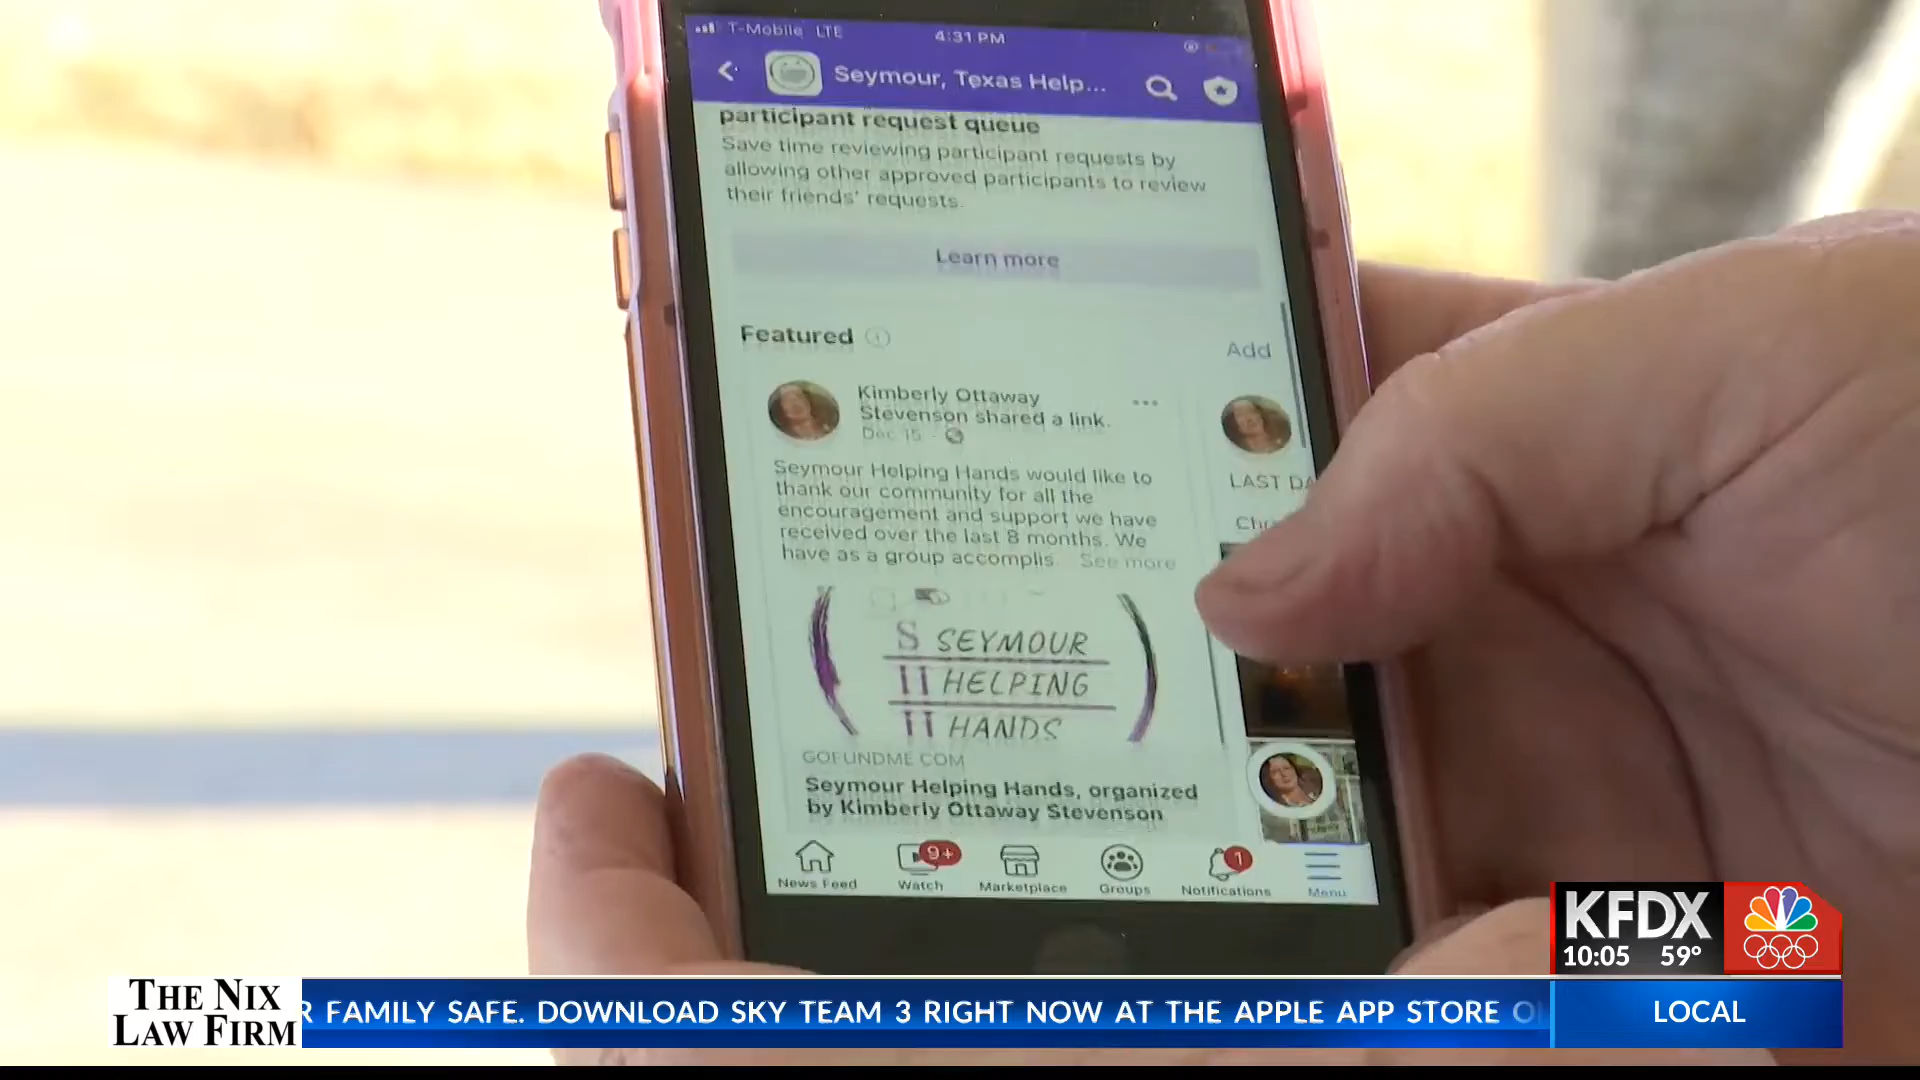 T-Mobile LTE
4:31 PM
Seymour, Texas Help...
participant request queue
Save time reviewing participant requests by
allowing other approved participants to review
their friends' requests.
Learn more
Featured
Add
Kimberly Ottaway
Stevenson shared a link.
Dec 15
Seymour Helping Hands would like to
thank our community for all the
encouragement and support we have
received over the last 8 months. We
have as a group accomplis... See more
LAST DA
Chr
S SEYMOUR
H HELPING
H HANDS
GOFUNDME.COM
Seymour Helping Hands, organized
by Kimberly Ottaway Stevenson
9+
1
News Feed
Watch
Marketplace
Groups
Notifications
Menu
KFDX
10:05 59°
THE NIX
LAW FIRM
R FAMILY SAFE. DOWNLOAD SKY TEAM 3 RIGHT NOW AT THE APPLE APP STORE O
LOCAL